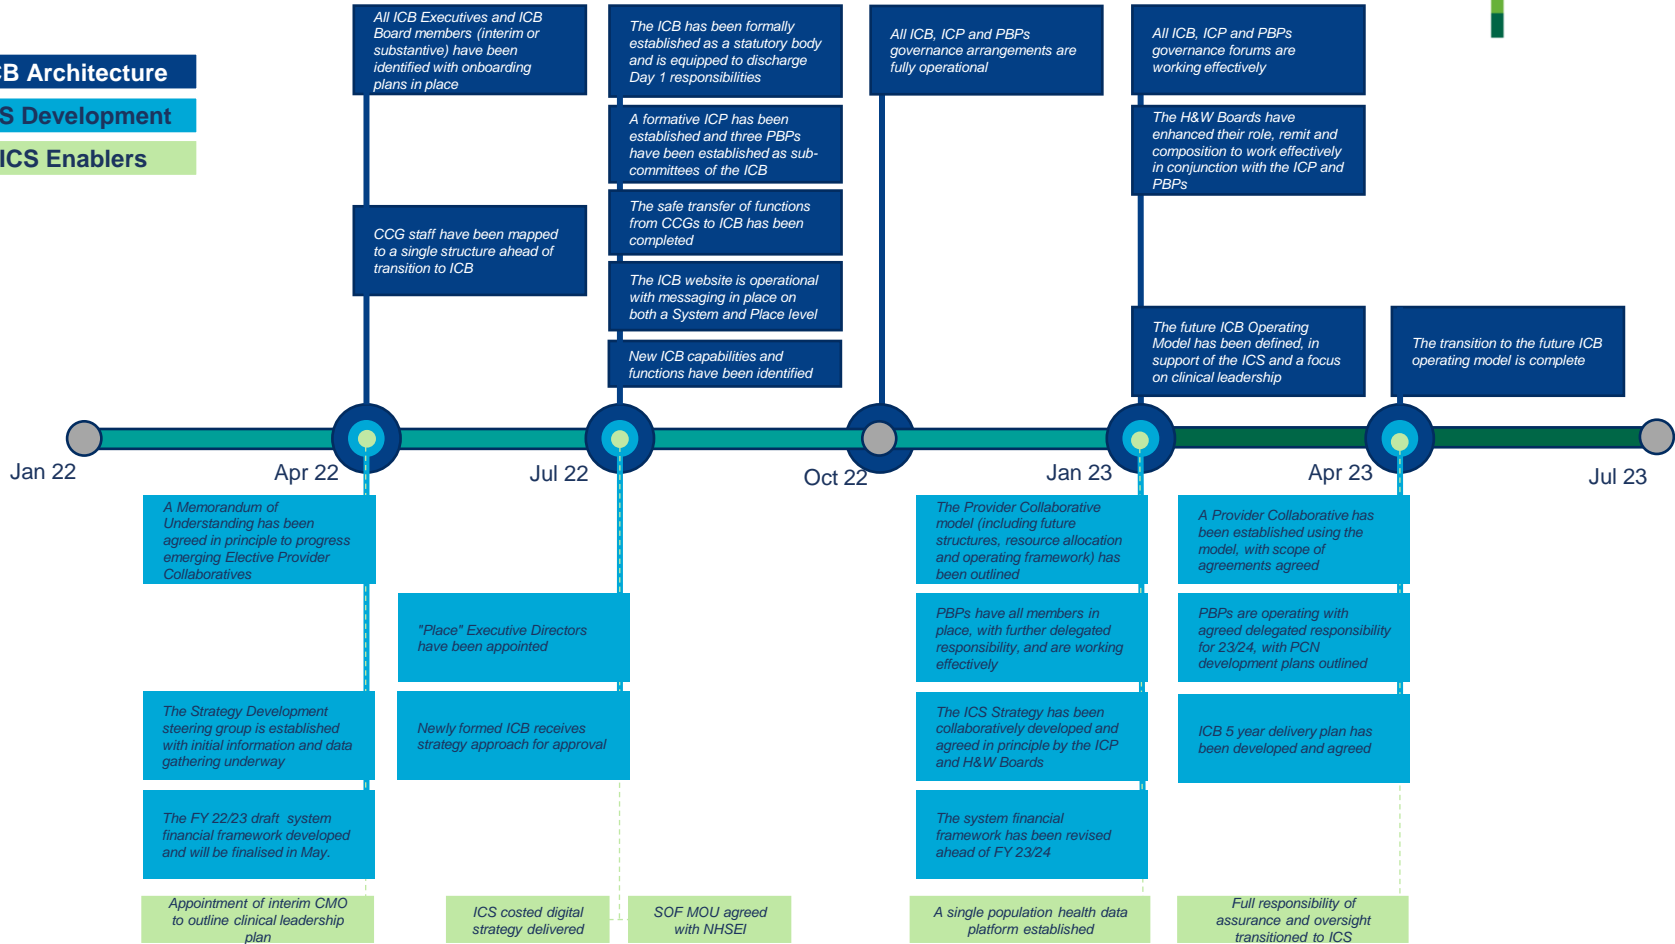 CB Architecture
S Development
ICS Enablers
All ICB Executives and ICB
Board members (interim or
substantive) have been
identified with onboarding
plans in place
CCG staff have been mapped
to a single structure ahead of
transition to ICB
The ICB has been formally
established as a statutory body
and is equipped to discharge
Day 1 responsibilities
A formative ICP has been
established and three PBPs
have been established as sub-
committees of the ICB
The safe transfer of functions
from CCGs to ICB has been
completed
The ICB website is operational
with messaging in place on
both a System and Place level
New ICB capabilities and
functions have been identified
All ICB, ICP and PBPs
governance arrangements are
fully operational
All ICB, ICP and PBPs
governance forums are
working effectively
The H&W Boards have
enhanced their role, remit and
composition to work effectively
in conjunction with the ICP and
PBPs
The future ICB Operating
Model has been defined, in
support of the ICS and a focus
on clinical leadership
The transition to the future ICB
operating model is complete
Jan 22
Apr 22
Jul 22
Oct 22
Jan 23
Apr 23
Jul 23
A Memorandum of
Understanding has been
agreed in principle to progress
emerging Elective Provider
Collaboratives
The Strategy Development
steering group is established
with initial information and data
gathering underway
The FY 22/23 draft system
financial framework developed
and will be finalised in May.
Appointment of interim CMO
to outline clinical leadership
plan
"Place" Executive Directors
have been appointed
Newly formed ICB receives
strategy approach for approval
ICS costed digital
strategy delivered
SOF MOU agreed
with NHSEI
The Provider Collaborative
model (including future
structures, resource allocation
and operating framework) has
been outlined
PBPs have all members in
place, with further delegated
responsibility, and are working
effectively
The ICS Strategy has been
collaboratively developed and
agreed in principle by the ICP
and H&W Boards
The system financial
framework has been revised
ahead of FY 23/24
A single population health data
platform established
A Provider Collaborative has
been established using the
model, with scope of
agreements agreed
PBPs are operating with
agreed delegated responsibility
for 23/24, with PCN
development plans outlined
ICB 5 year delivery plan has
been developed and agreed
Full responsibility of
assurance and oversight
transitioned to ICS